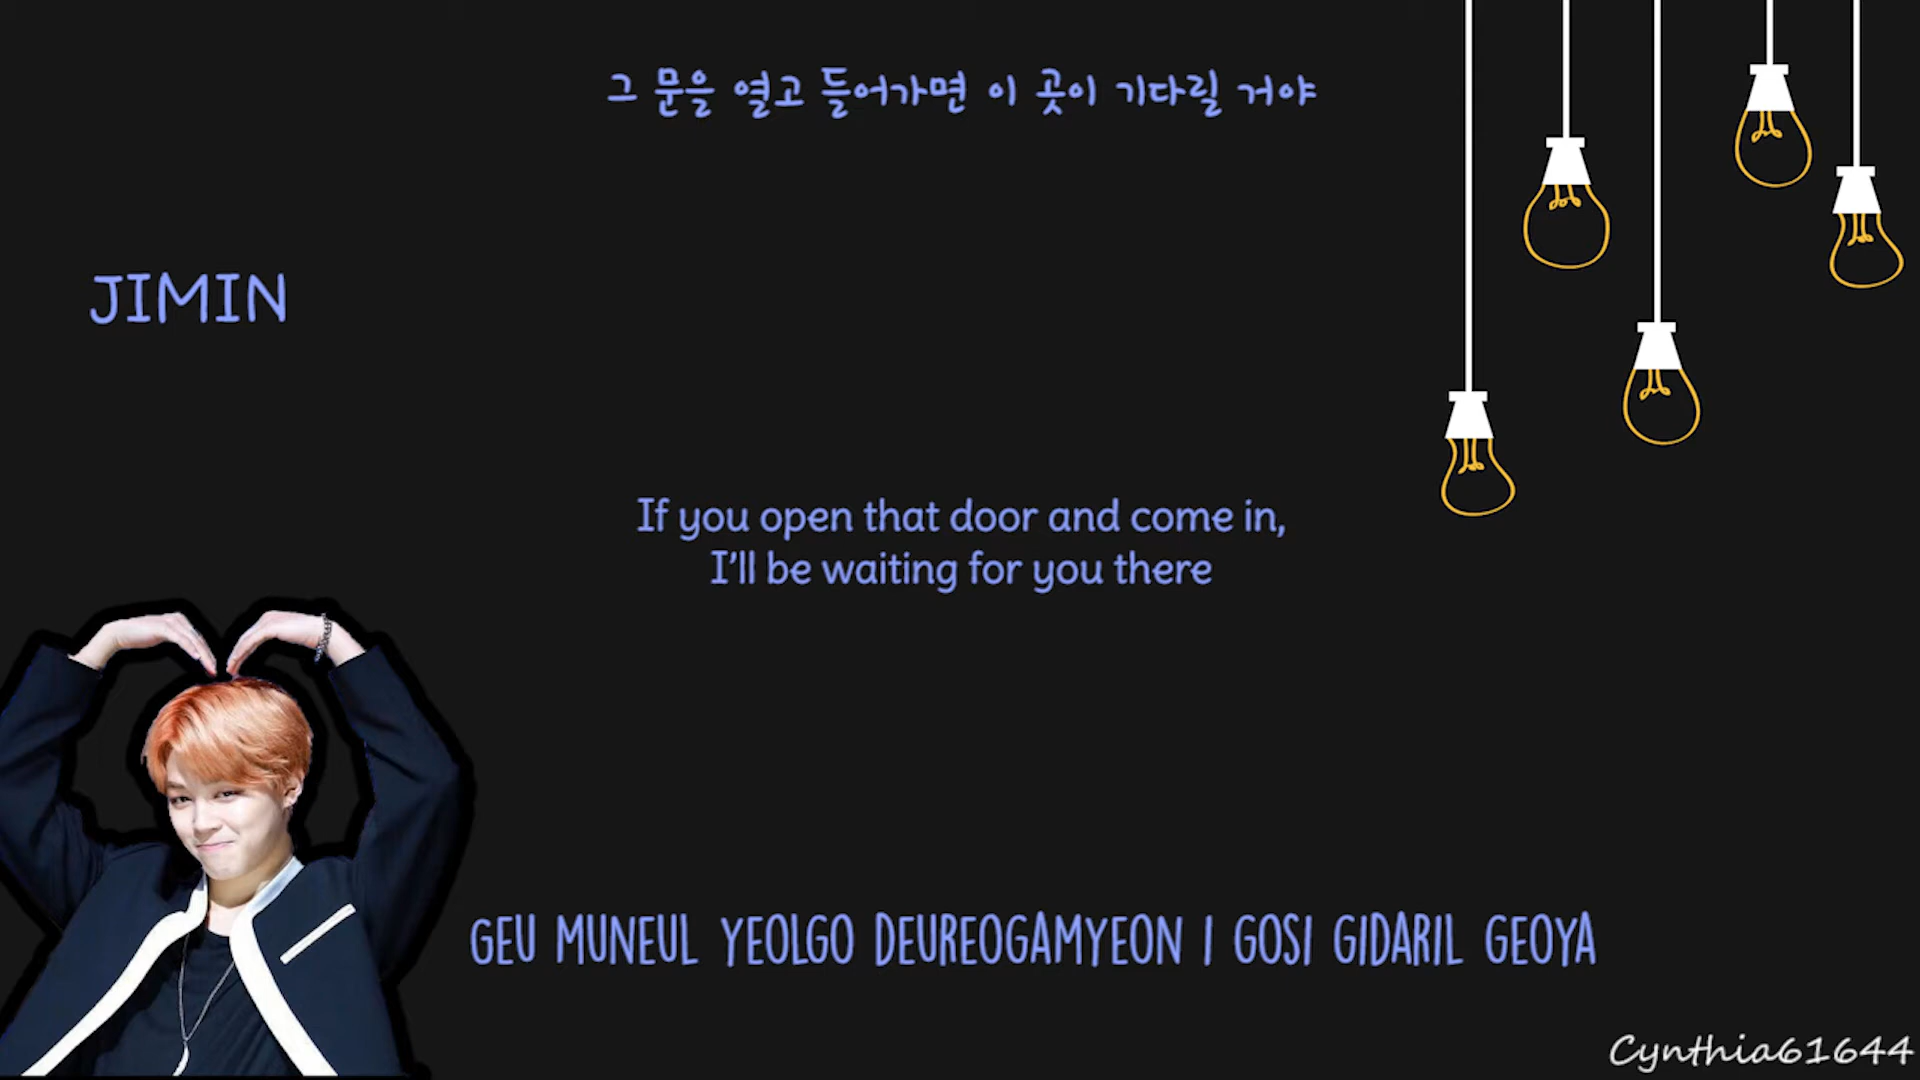 그 문을 열고 들어가면 이 곳이 기다릴 거야
JIMIN
If you open that door and come in,
I'll be waiting for you there
GEU MUNEUL YEOLGO DEUREOGAMYEON I GOSI GIDARIL GEOYA
Cynthia61644